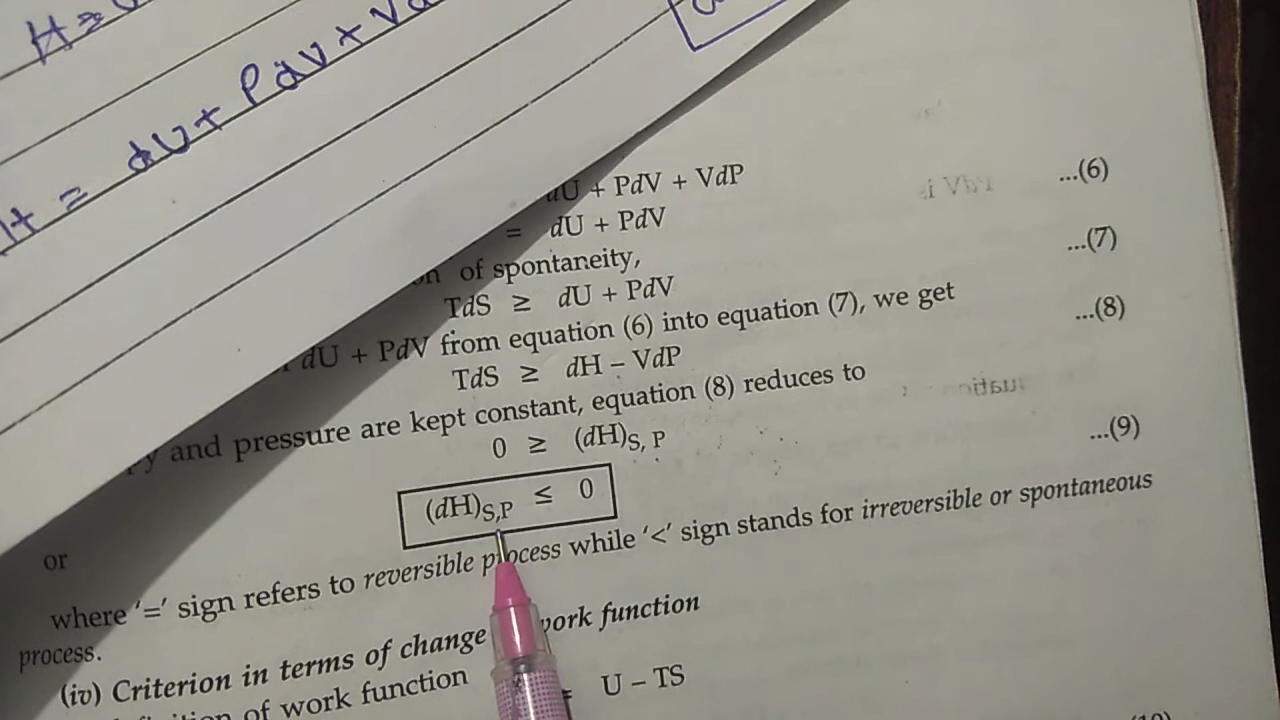 dU + PdV + V
dU + PdV + VdP ...(6)
= dU + PdV
of spontaneity, ...(7)
TdS ≥ dU + PdV
dU + PdV from equation (6) into equation (7), we get
TdS ≥ dH – VdP ...(8)
and pressure are kept constant, equation (8) reduces to
0 ≥ (dH)S, P ...(9)
or (dH)S,P ≤ 0
where '=' sign refers to reversible process while '<' sign stands for irreversible or spontaneous
process.
(iv) Criterion in terms of change work function
of work function U – TS